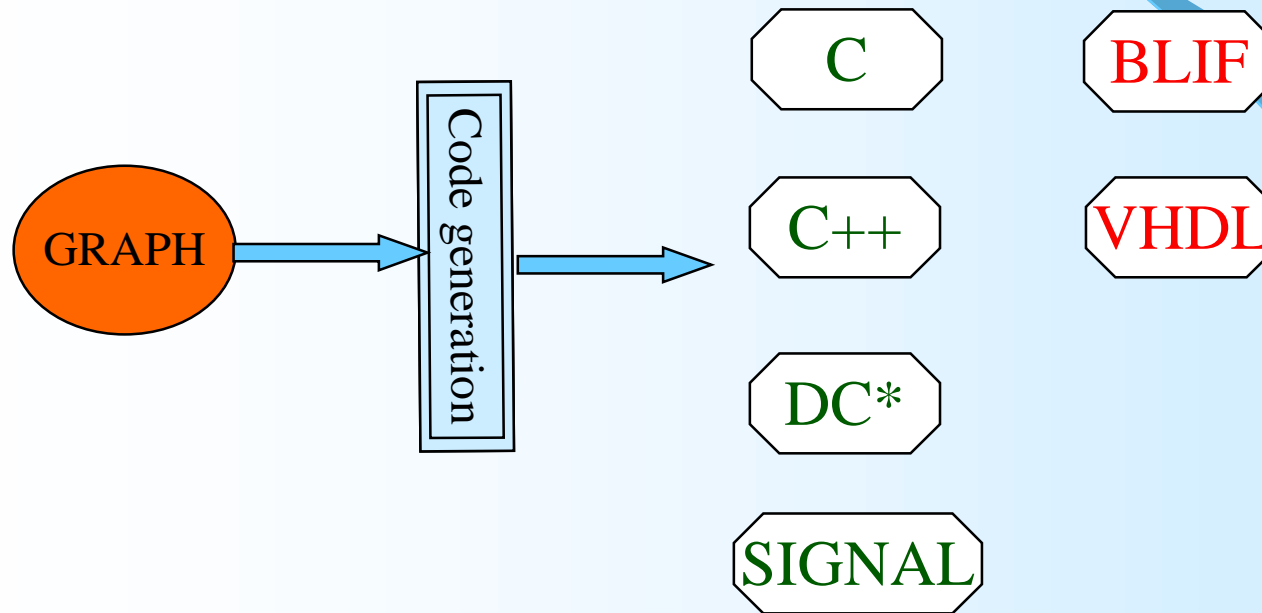 GRAPH
Code generation
C
BLIF
C++
VHDL
DC*
SIGNAL